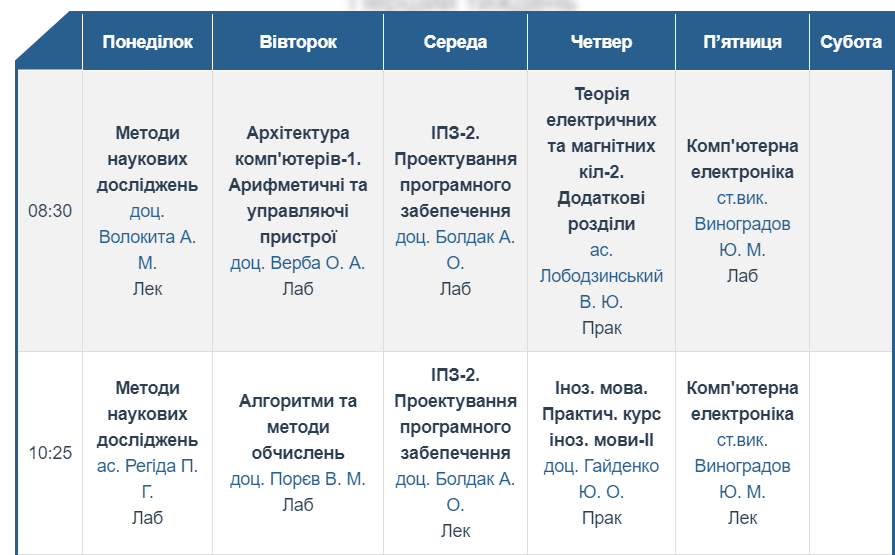 Понеділок
Вівторок
Середа
Четвер
П’ятниця
Субота
08:30
Методи
наукових
досліджень
доц.
Волокита А.
М.
Лек
Архітектура
комп'ютерів-1.
Арифметичні та
управляючі
пристрої
доц. Верба О. А.
Лаб
ІПЗ-2.
Проектування
програмного
забепечення
доц. Болдак А.
О.
Лаб
Теорія
електричних
та магнітних
кіл-2.
Додаткові
розділи
ас.
Лободзинський
В. Ю.
Прак
Комп'ютерна
електроніка
ст.вик.
Виноградов
Ю. М.
Лаб
10:25
Методи
наукових
досліджень
ас. Регіда П.
Г.
Лаб
Алгоритми та
методи
обчислень
доц. Порєв В. М.
Лаб
ІПЗ-2.
Проектування
програмного
забепечення
доц. Болдак А.
О.
Лек
Іноз. мова.
Практич. курс
іноз. мови-ІІ
доц. Гайденко
Ю. О.
Прак
Комп'ютерна
електроніка
ст.вик.
Виноградов
Ю. М.
Лек